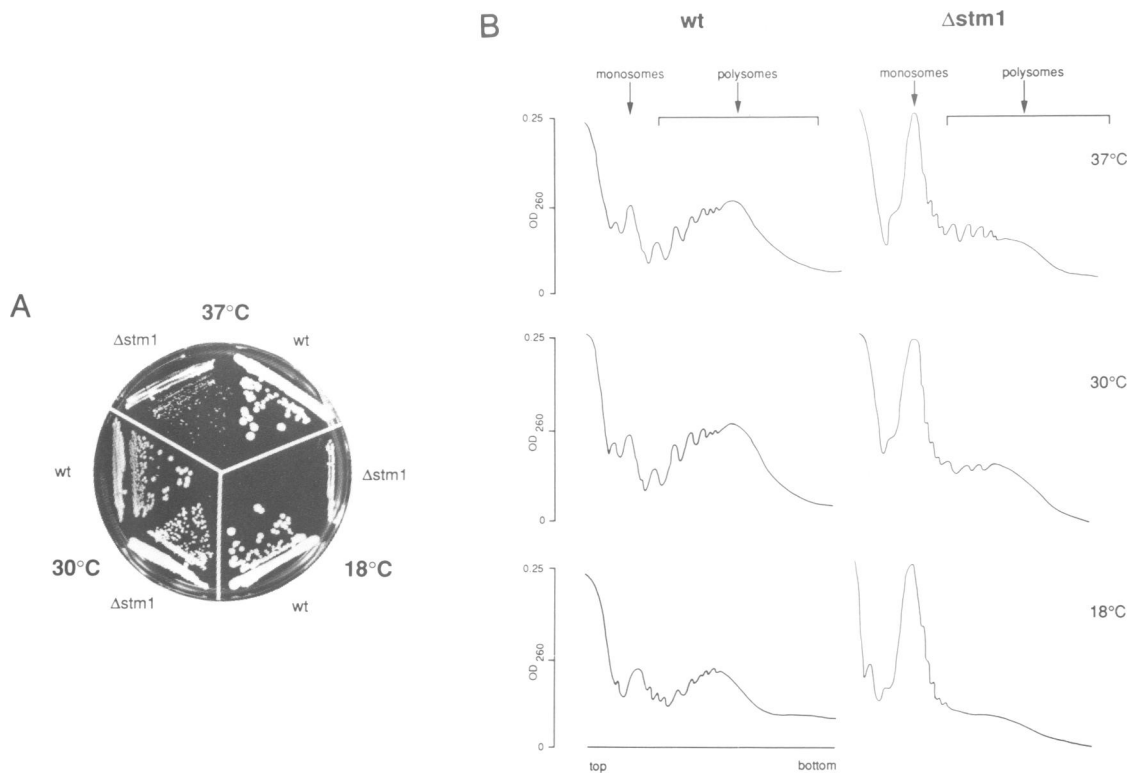 A
37°C
Δstm1
wt
wt
Δstm1
30°C
18°C
Δstm1
wt
B
wt
Δstm1
monosomes
polysomes
monosomes
polysomes
0.25
OD 260
0
37°C
0.25
OD 260
0
30°C
0.25
OD 260
0
18°C
top
bottom